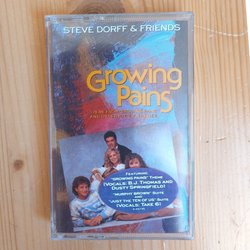 STEVE DORFF & FRIENDS
Growing
Pains
FEATURING
"GROWING PAINS" THEME
(VOCALS: B.J. THOMAS AND
DUSTY SPRINGFIELD)
"MURPHY BROWN" SUITE
AND
"JUST THE TEN OF US" SUITE
(VOCALS: TAKE 6)